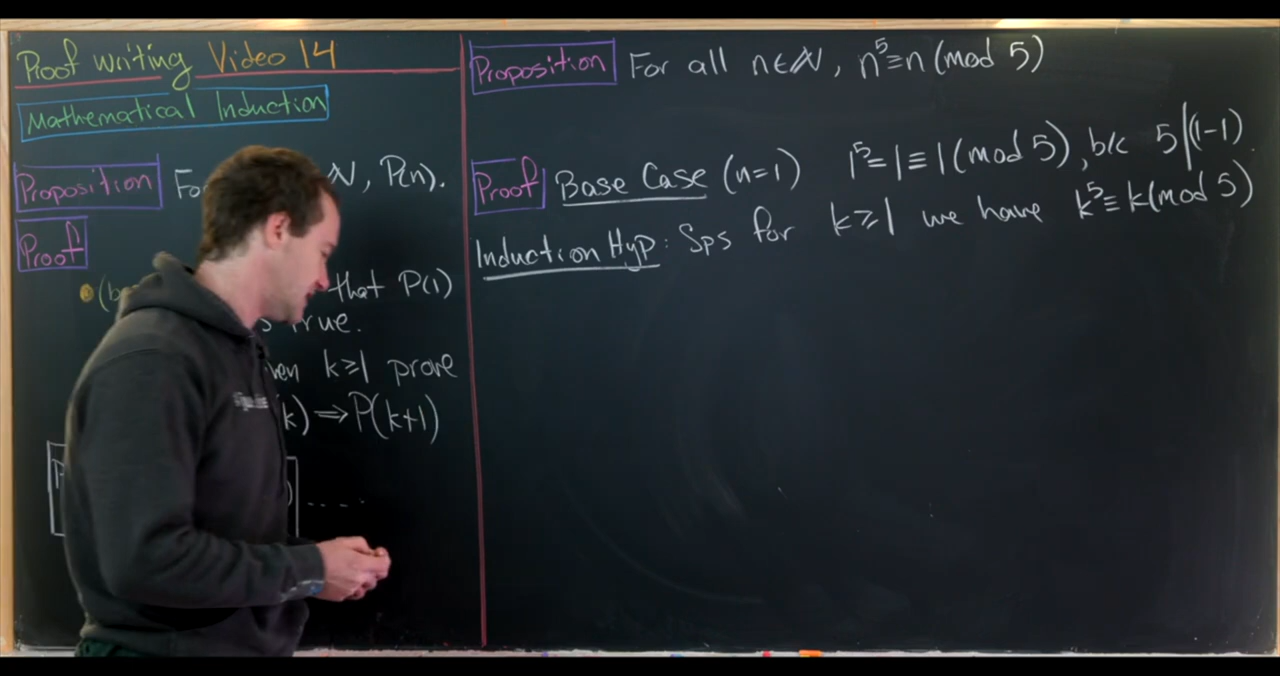 Proof Writing Video 14
Mathematical Induction
Proposition For N, P(n).
Proof
that P(1)
true.
k≥1 prove
k) ⟹ P(k+1)
....
Proposition For all n∈N, n⁵≡n (mod 5)
Proof Base Case (n=1) 1⁵=1≡1 (mod 5), b/c 5|(1-1).
Induction Hyp: Sps for k≥1 we have k⁵≡k (mod 5)